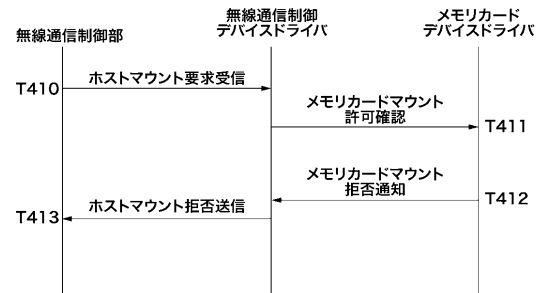 無線通信制御部
無線通信制御
デバイスドライバ
メモリカード
デバイスドライバ
T410
ホストマウント要求受信
メモリカードマウント
許可確認
T411
メモリカードマウント
拒否通知
T412
ホストマウント拒否送信
T413